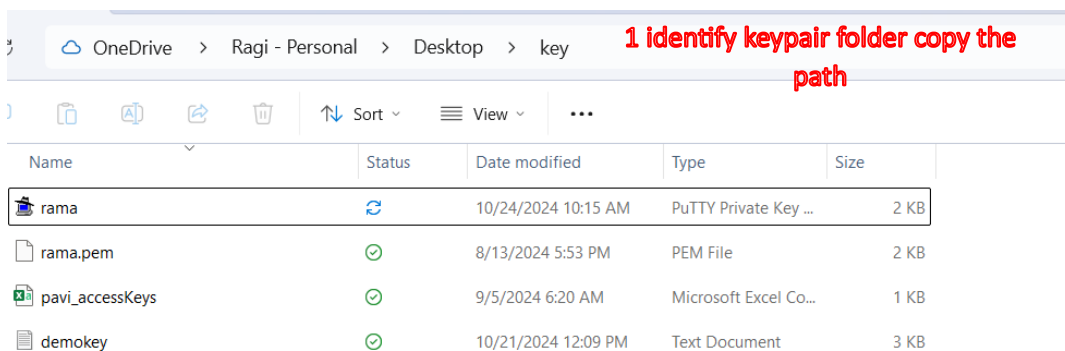 OneDrive > Ragi - Personal > Desktop > key
1 identify keypair folder copy the
path
Sort View ...
Name Status Date modified Type Size
rama 10/24/2024 10:15 AM PuTTY Private Key ... 2 KB
rama.pem 8/13/2024 5:53 PM PEM File 2 KB
pavi_accessKeys 9/5/2024 6:20 AM Microsoft Excel Co... 1 KB
demokey 10/21/2024 12:09 PM Text Document 3 KB